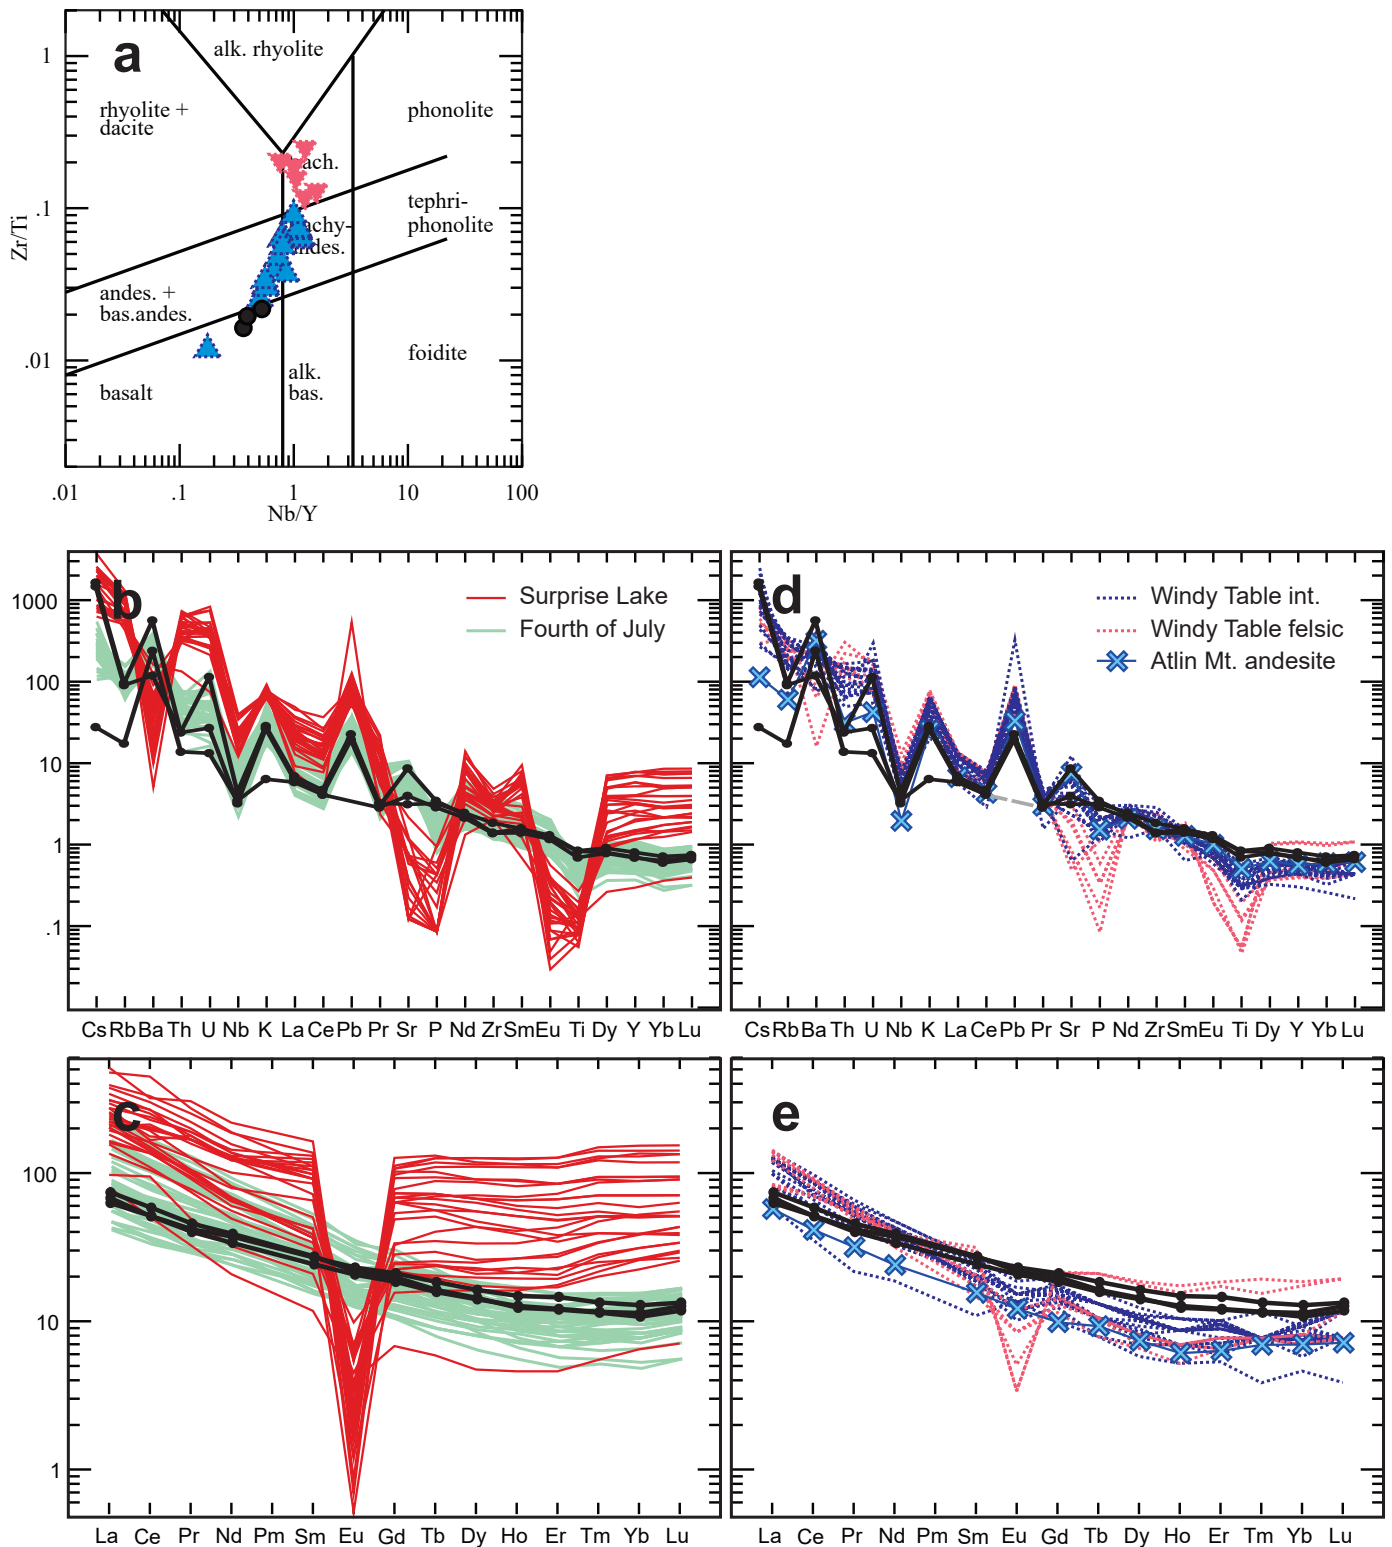 a
alk. rhyolite
rhyolite +
dacite
phonolite
ach.
tephri-
phonolite
achy-
ndes.
andes. +
bas.andes.
foidite
basalt
alk.
bas.
1
.1
.01
Zr/Ti
.01 .1 1 10 100
Nb/Y
b
Surprise Lake
Fourth of July
1000
100
10
1
.1
Cs Rb Ba Th U Nb K La Ce Pb Pr Sr P Nd Zr Sm Eu Ti Dy Y Yb Lu
d
Windy Table int.
Windy Table felsic
Atlin Mt. andesite
Cs Rb Ba Th U Nb K La Ce Pb Pr Sr P Nd Zr Sm Eu Ti Dy Y Yb Lu
c
100
10
1
La Ce Pr Nd Pm Sm Eu Gd Tb Dy Ho Er Tm Yb Lu
e
La Ce Pr Nd Pm Sm Eu Gd Tb Dy Ho Er Tm Yb Lu